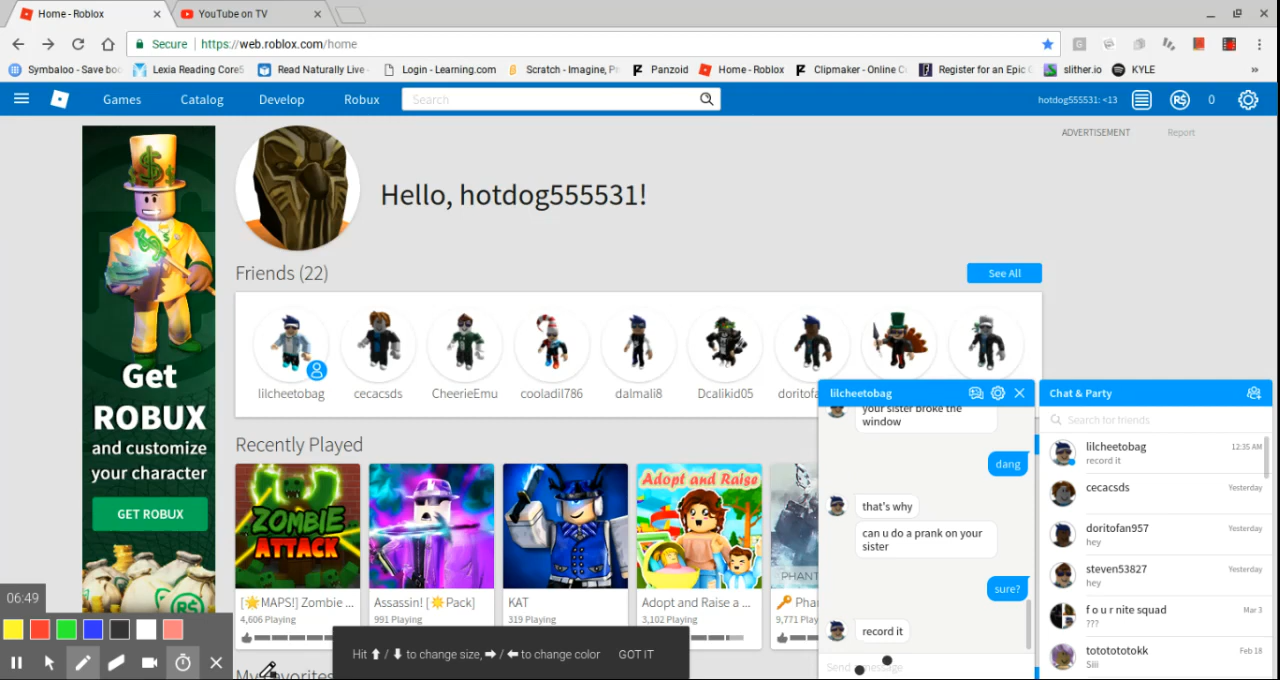 Home - Roblox
YouTube on TV
Secure https://web.roblox.com/home
Symbaloo - Save boo
Lexia Reading Core5
Read Naturally Live -
Login - Learning.com
Scratch - Imagine, P
Panzoid
Home - Roblox
Clipmaker - Online C
Register for an Epic G
slither.io
KYLE
Games
Catalog
Develop
Robux
Search
hotdog555531: <13
0
ADVERTISEMENT
Report
Hello, hotdog555531!
Friends (22)
See All
lilcheetobag
cecacsds
CheerieEmu
cooladil786
dalmali8
Dcalikid05
doritofa
Get
ROBUX
and customize
your character
GET ROBUX
Recently Played
ZOMBIE
ATTACK
Adopt and Raise
PHANT
[🌟MAPS!] Zombie ...
4,606 Playing
Assassin! [🌟Pack]
991 Playing
KAT
319 Playing
Adopt and Raise a ...
3,102 Playing
🔑 Pha
9,771 Playing
My Favorites
lilcheetobag
your sister broke the
window
dang
that's why
can u do a prank on your
sister
sure?
record it
Send a message
Chat & Party
Search for friends
lilcheetobag
12:35 AM
record it
cecacsds
Yesterday
doritofan957
Yesterday
hey
steven53827
Yesterday
hey
f o u r nite squad
Mar 3
???
totototototokk
Feb 18
Siii
06:49
Hit ⬆ / ⬇ to change size, ➡ / ⬅ to change color
GOT IT